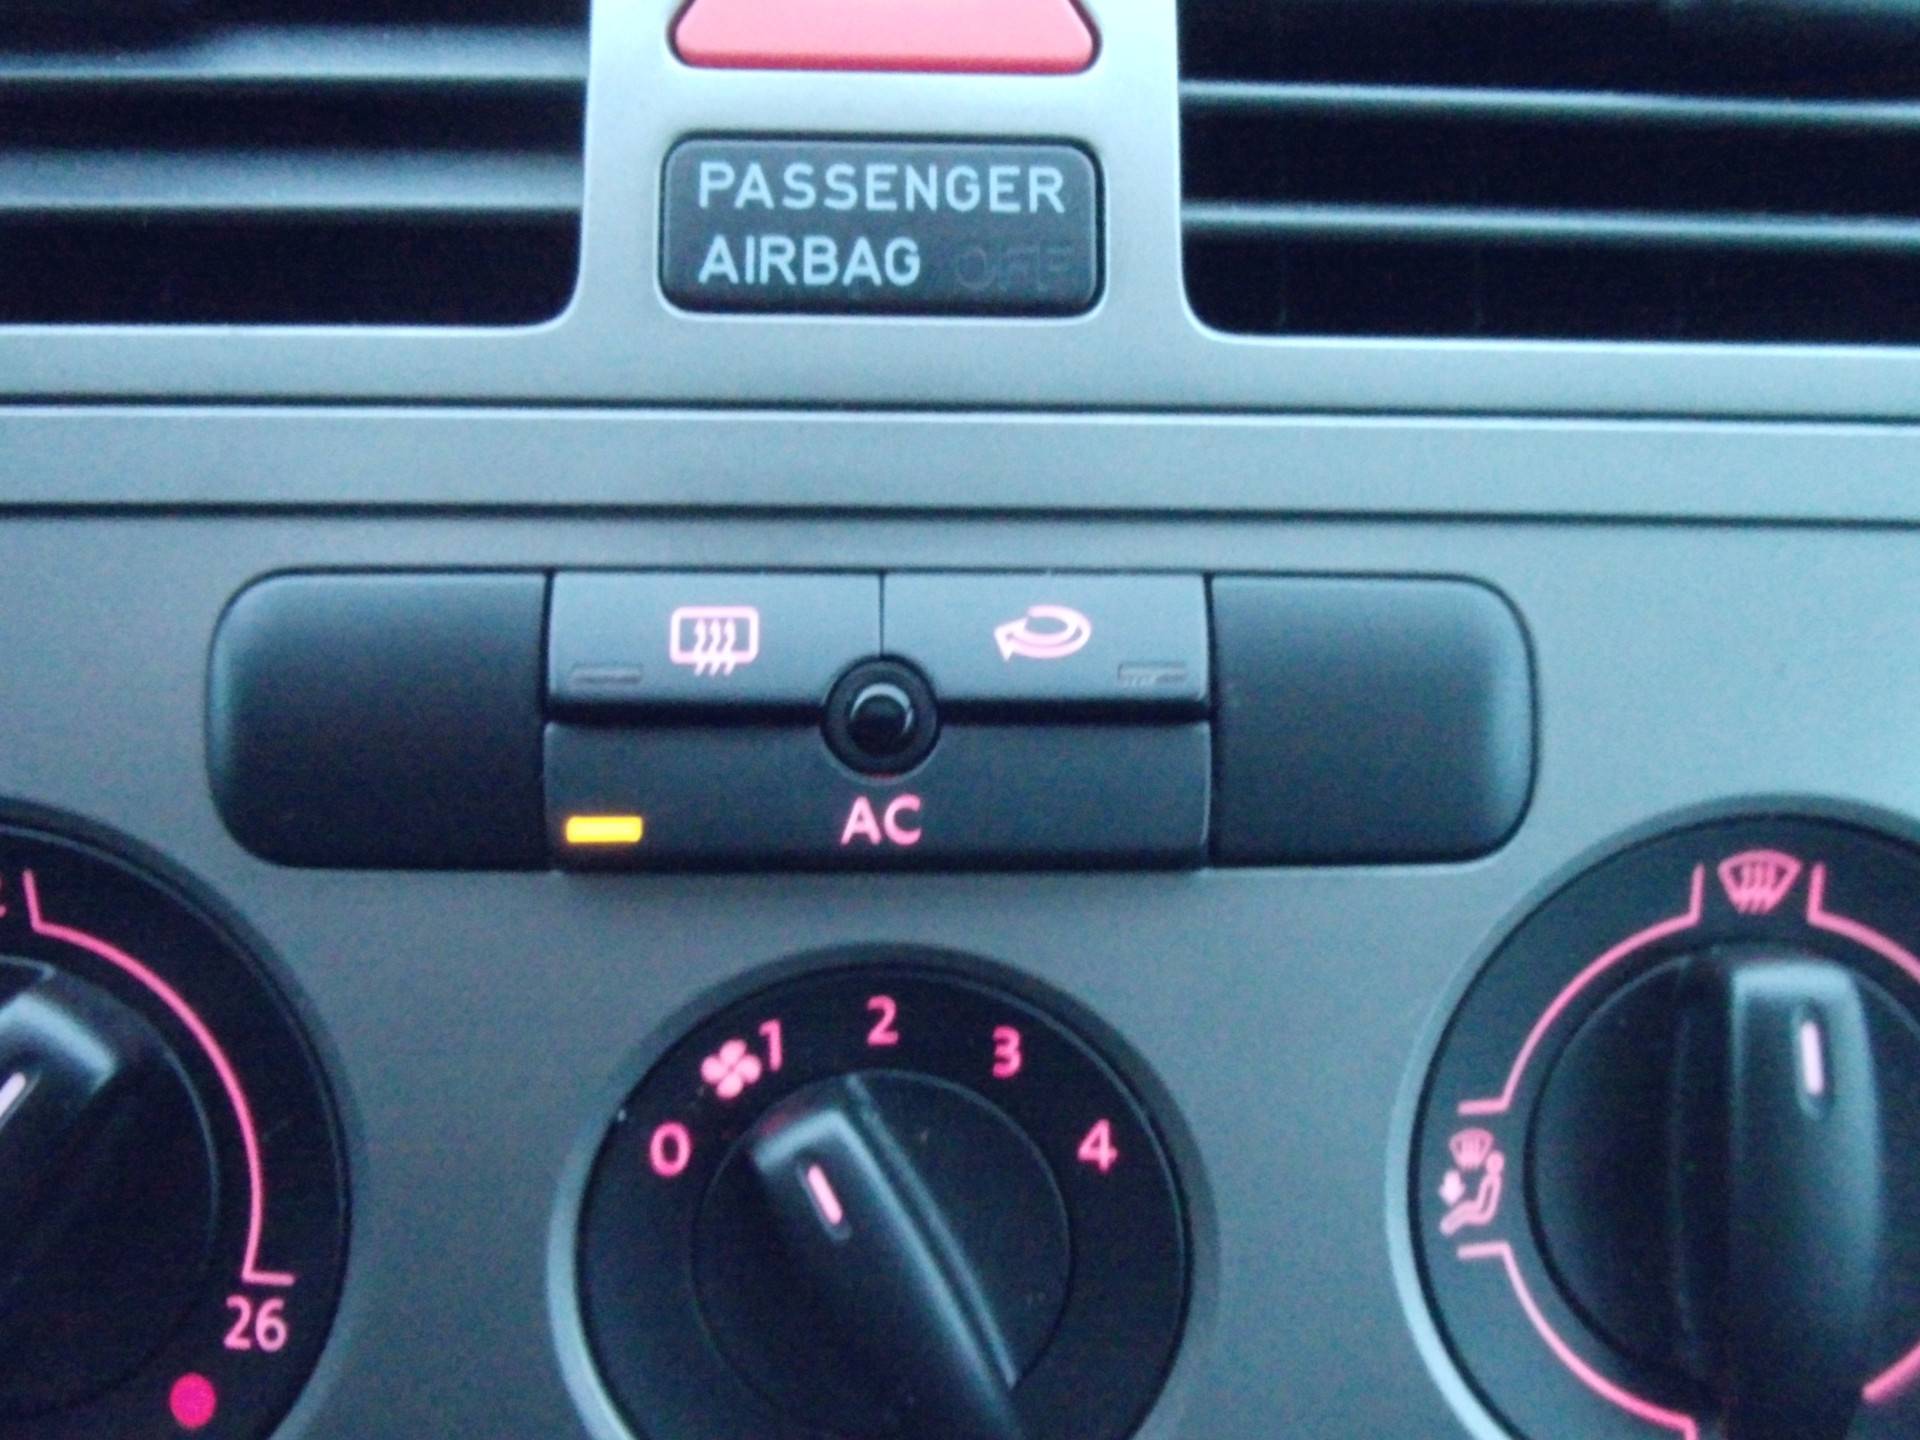 PASSENGER
AIRBAG OFF
AC
0 1 2 3 4
26